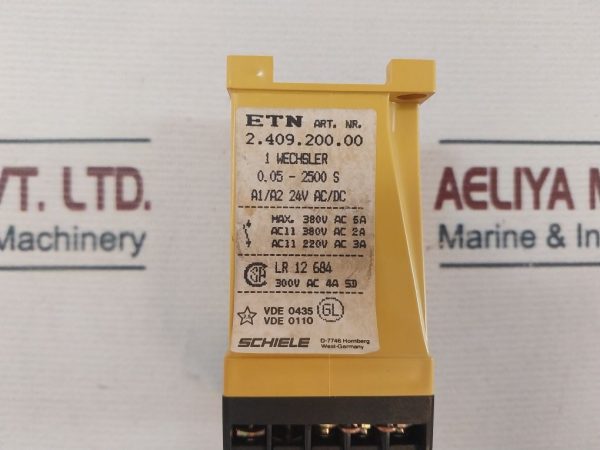 ETN ART. NR.
2.409.200.00
1 WECHSLER
0.05 - 2500 S
A1/A2 24V AC/DC
MAX. 380V AC 6A
AC11 380V AC 2A
AC11 220V AC 3A
LR 12 684
300V AC 4A SD
VDE 0435
VDE 0110
GL
SCHIELE
D-7746 Hornberg
West-Germany
VT. LTD.
Machinery
AELIYA M
Marine & In